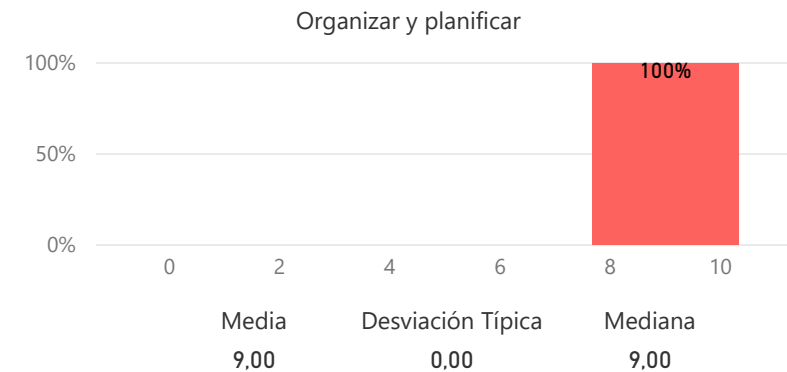 Organizar y planificar
100%
100%
50%
0%
0 2 4 6 8 10
Media Desviación Típica Mediana
9,00 0,00 9,00